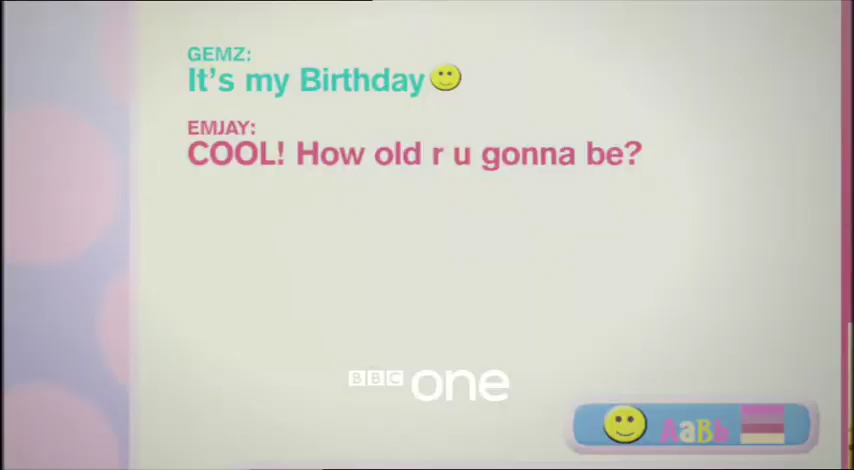 GEMZ:
It's my Birthday
EMJAY:
COOL! How old r u gonna be?
BBC one
AaBb